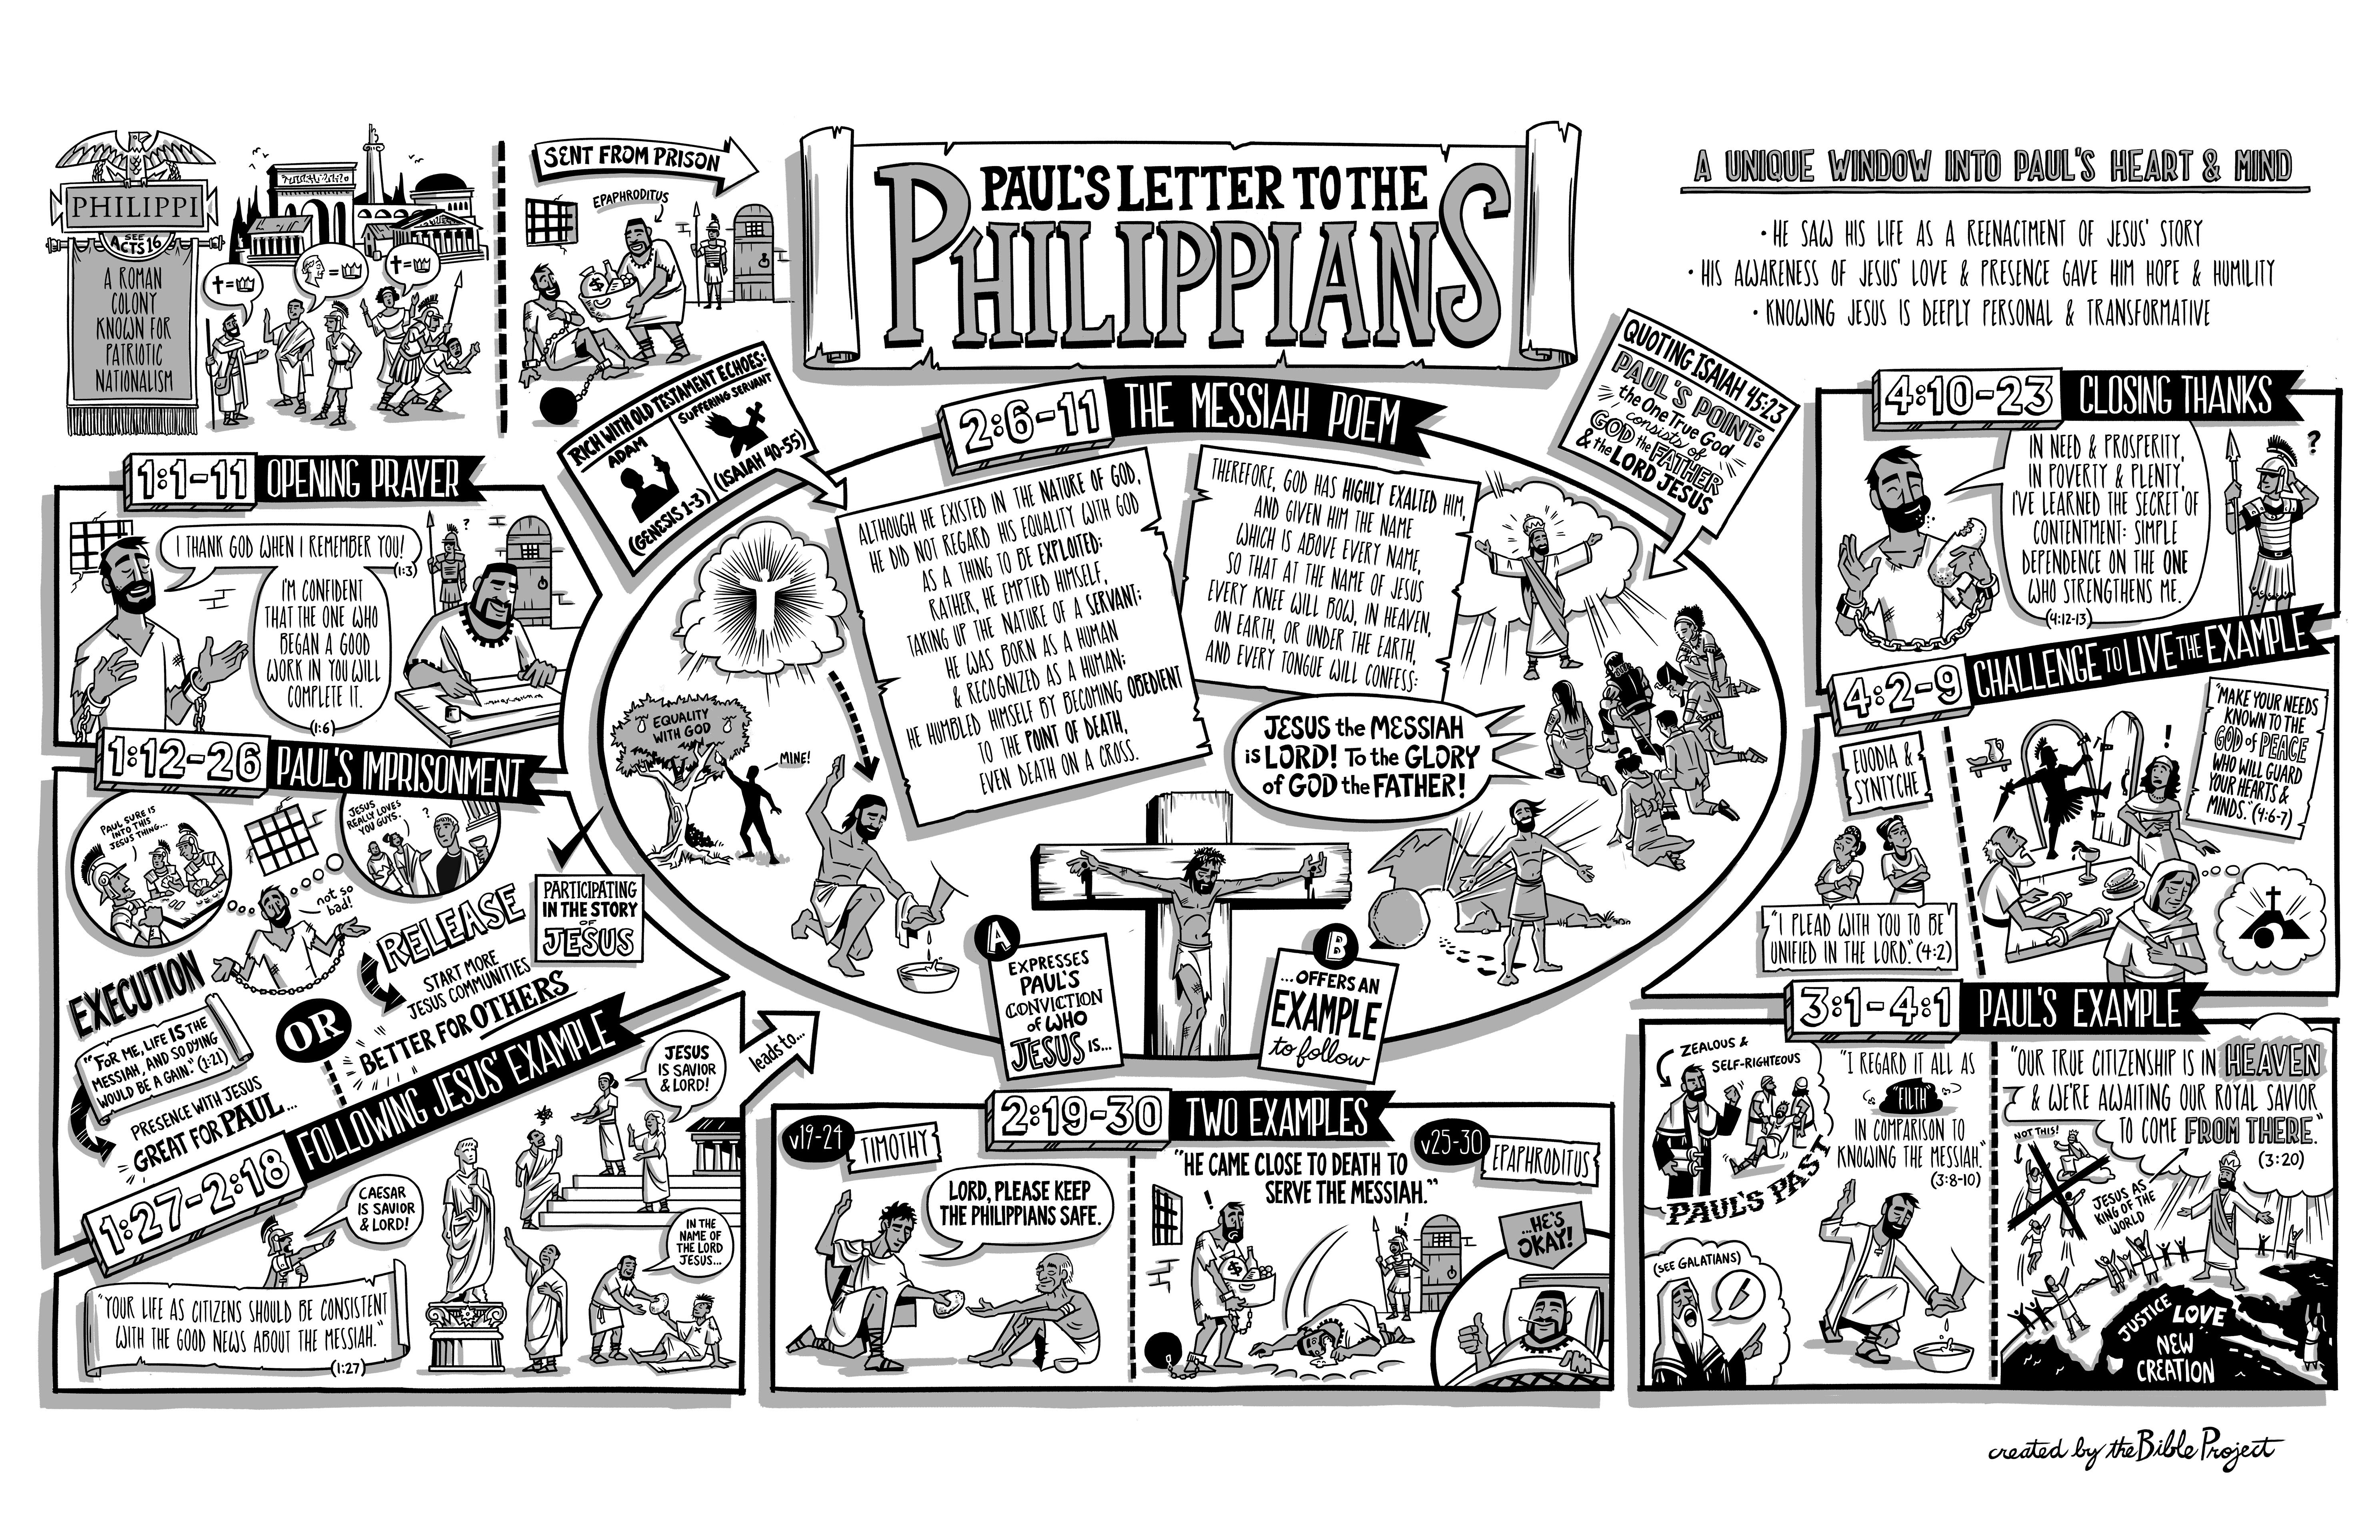 PHILIPPI
SEE
ACTS 16
A ROMAN
COLONY
KNOWN FOR
PATRIOTIC
NATIONALISM
SENT FROM PRISON
EPAPHRODITUS
PAUL'S LETTER TO THE
PHILIPPIANS
A UNIQUE WINDOW INTO PAUL'S HEART & MIND
• HE SAW HIS LIFE AS A REENACTMENT OF JESUS' STORY
• HIS AWARENESS OF JESUS' LOVE & PRESENCE GAVE HIM HOPE & HUMILITY
• KNOWING JESUS IS DEEPLY PERSONAL & TRANSFORMATIVE
1:1-11 OPENING PRAYER
I THANK GOD WHEN I REMEMBER YOU!
(1:3)
?
I'M CONFIDENT
THAT THE ONE WHO
BEGAN A GOOD
WORK IN YOU WILL
COMPLETE IT.
(1:6)
1:12-26 PAUL'S IMPRISONMENT
PAUL SURE IS
INTO THIS
JESUS THING...
JESUS
REALLY LOVES
YOU GUYS.
?
not so
bad!
EXECUTION
"FOR ME, LIFE IS THE
MESSIAH, AND SO DYING
WOULD BE A GAIN." (1:21)
PRESENCE WITH JESUS
GREAT FOR PAUL...
OR
RELEASE
START MORE
JESUS COMMUNITIES
BETTER FOR OTHERS
PARTICIPATING
IN THE STORY
OF
JESUS
1:27-2:18 FOLLOWING JESUS' EXAMPLE
CAESAR
IS SAVIOR
& LORD!
JESUS
IS SAVIOR
& LORD!
IN THE
NAME OF
THE LORD
JESUS...
"YOUR LIFE AS CITIZENS SHOULD BE CONSISTENT
WITH THE GOOD NEWS ABOUT THE MESSIAH."
(1:27)
leads to...
RICH WITH OLD TESTAMENT ECHOES:
ADAM
(GENESIS 1-3)
SUFFERING SERVANT
(ISAIAH 40-55)
2:6-11 THE MESSIAH POEM
EQUALITY
WITH GOD
MINE!
ALTHOUGH HE EXISTED IN THE NATURE OF GOD,
HE DID NOT REGARD HIS EQUALITY WITH GOD
AS A THING TO BE EXPLOITED;
RATHER, HE EMPTIED HIMSELF,
TAKING UP THE NATURE OF A SERVANT;
HE WAS BORN AS A HUMAN
& RECOGNIZED AS A HUMAN;
HE HUMBLED HIMSELF BY BECOMING OBEDIENT
TO THE POINT OF DEATH,
EVEN DEATH ON A CROSS.
THEREFORE, GOD HAS HIGHLY EXALTED HIM,
AND GIVEN HIM THE NAME
WHICH IS ABOVE EVERY NAME,
SO THAT AT THE NAME OF JESUS
EVERY KNEE WILL BOW, IN HEAVEN,
ON EARTH, OR UNDER THE EARTH,
AND EVERY TONGUE WILL CONFESS:
JESUS the MESSIAH
is LORD! To the GLORY
of GOD the FATHER!
QUOTING ISAIAH 45:23
PAUL'S POINT:
the One True God
consists of
GOD the FATHER
& the LORD JESUS
A
EXPRESSES
PAUL'S
CONVICTION
of WHO
JESUS IS...
B
...OFFERS AN
EXAMPLE
to follow
2:19-30 TWO EXAMPLES
v19-24 TIMOTHY
LORD, PLEASE KEEP
THE PHILIPPIANS SAFE.
"HE CAME CLOSE TO DEATH TO
SERVE THE MESSIAH."
v25-30 EPAPHRODITUS
!
!
...HE'S
OKAY!
3:1-4:1 PAUL'S EXAMPLE
ZEALOUS &
SELF-RIGHTEOUS
PAUL'S PAST
(SEE GALATIANS)
"I REGARD IT ALL AS
"FILTH"
IN COMPARISON TO
KNOWING THE MESSIAH."
(3:8-10)
"OUR TRUE CITIZENSHIP IS IN HEAVEN
& WE'RE AWAITING OUR ROYAL SAVIOR
TO COME FROM THERE."
(3:20)
NOT THIS!
JESUS AS
KING OF THE
WORLD
JUSTICE
LOVE
NEW
CREATION
4:2-9 CHALLENGE TO LIVE THE EXAMPLE
EUODIA &
SYNTYCHE
"I PLEAD WITH YOU TO BE
UNIFIED IN THE LORD." (4:2)
!
"MAKE YOUR NEEDS
KNOWN TO THE
GOD of PEACE
WHO WILL GUARD
YOUR HEARTS &
MINDS." (4:6-7)
4:10-23 CLOSING THANKS
IN NEED & PROSPERITY,
IN POVERTY & PLENTY,
I'VE LEARNED THE SECRET OF
CONTENTMENT: SIMPLE
DEPENDENCE ON THE ONE
WHO STRENGTHENS ME.
(4:12-13)
?
created by the Bible Project